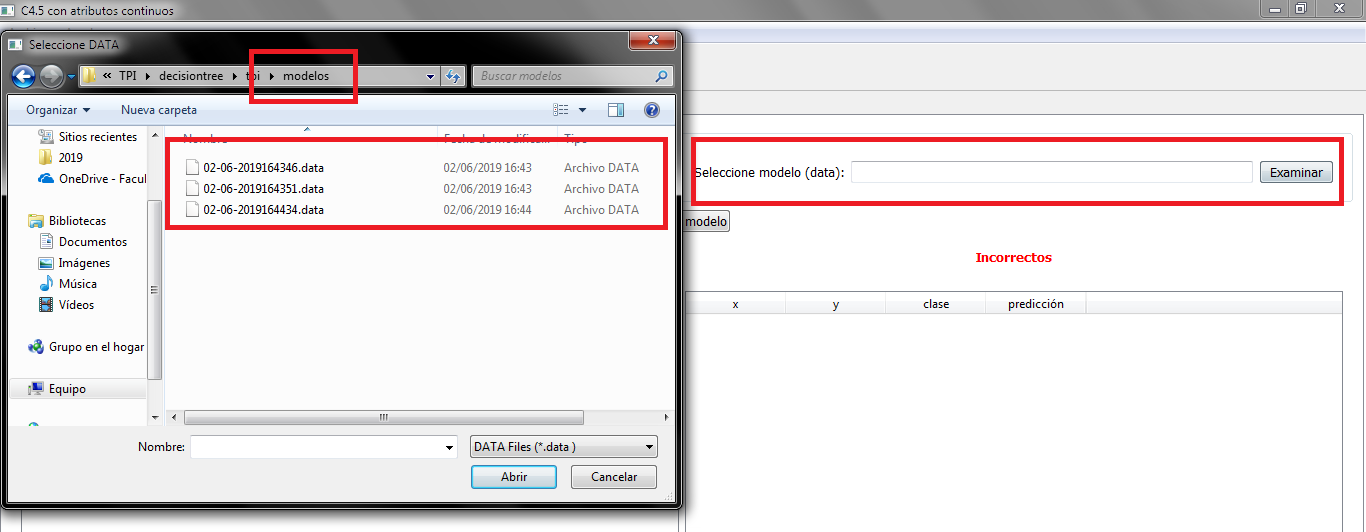 C4.5 con atributos continuos
Seleccione DATA
TPI decisiontree tpi modelos
Buscar modelos
Organizar Nueva carpeta
Sitios recientes
2019
OneDrive - Facul
Bibliotecas
Documentos
Imágenes
Música
Vídeos
Grupo en el hogar
Equipo
Nombre Fecha de modifica... Tipo
02-06-2019164346.data 02/06/2019 16:43 Archivo DATA
02-06-2019164351.data 02/06/2019 16:43 Archivo DATA
02-06-2019164434.data 02/06/2019 16:44 Archivo DATA
Nombre:
DATA Files (*.data )
Abrir Cancelar
Seleccione modelo (data): Examinar
modelo
Incorrectos
x y clase predicción